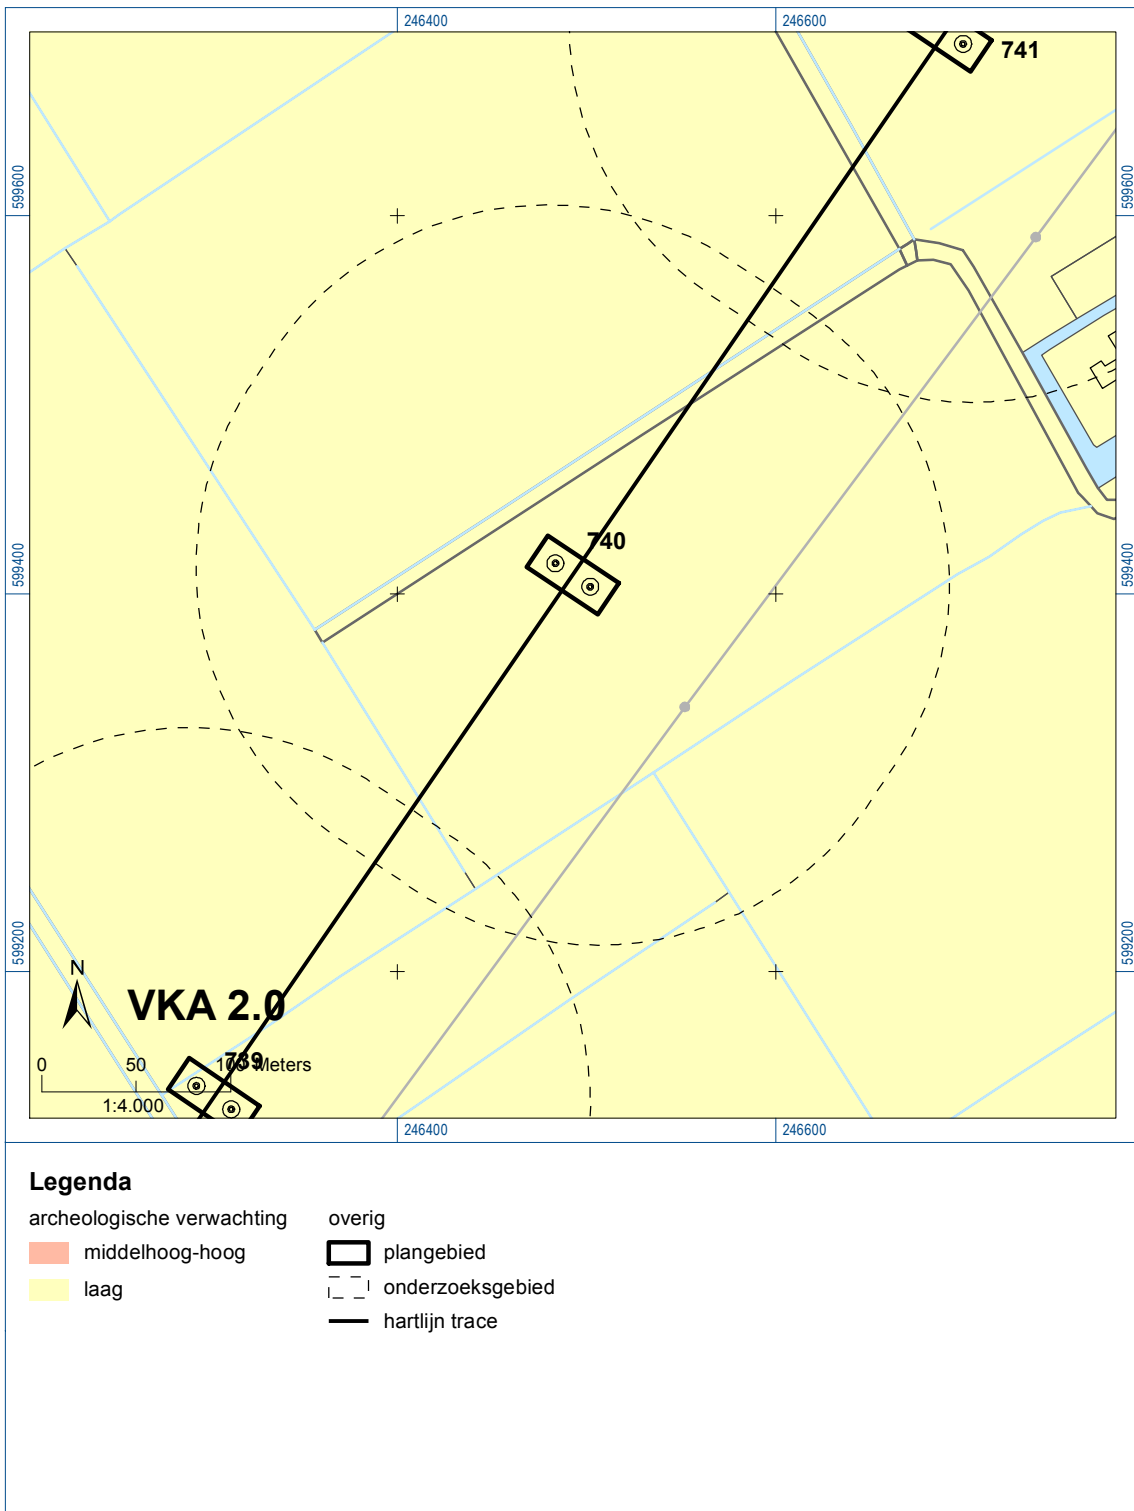 246400
246600
741
599600
599600
740
599400
599400
599200
599200
N
VKA 2.0
739
0 50 100 Meters
1:4.000
246400
246600
Legenda
archeologische verwachting
overig
middelhoog-hoog
plangebied
laag
onderzoeksgebied
hartlijn trace